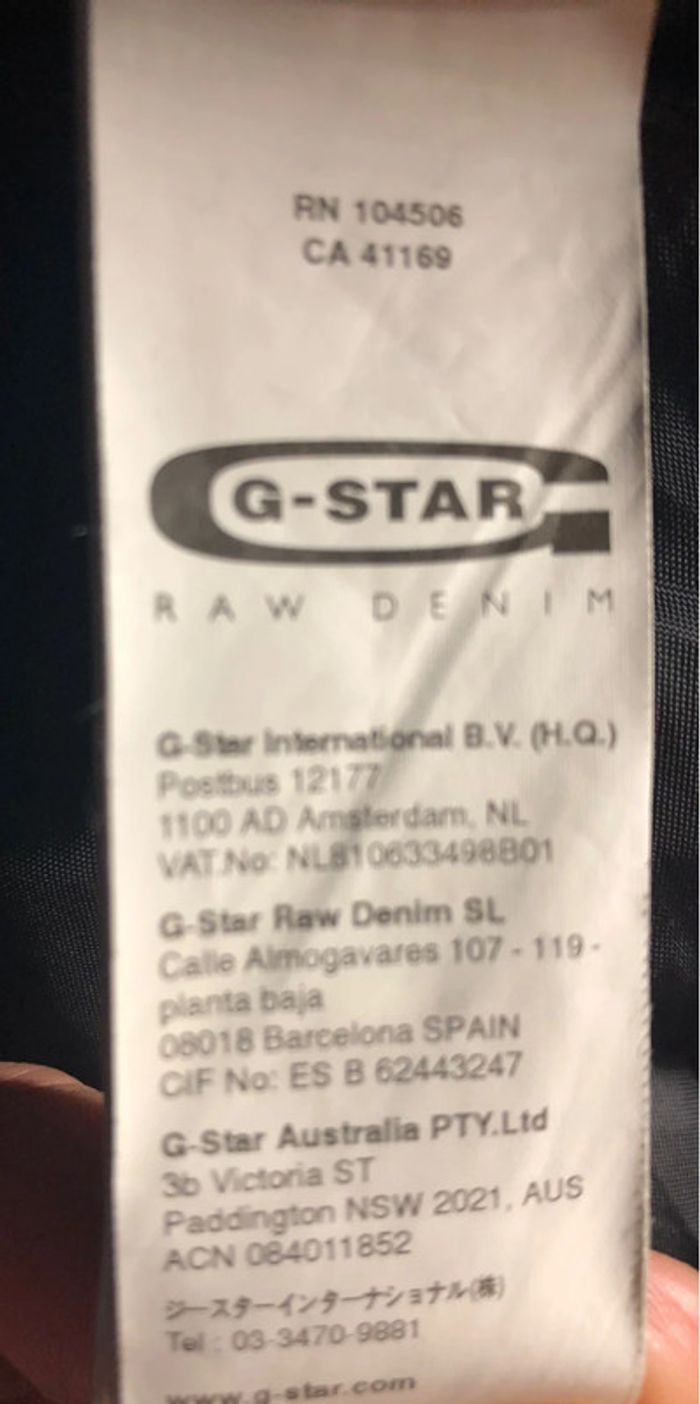 RN 104506
CA 41169
G-STAR
RAW DENIM
G-Star International B.V. (H.Q.)
Postbus 12177
1100 AD Amsterdam, NL
VAT.No: NL810633498B01
G-Star Raw Denim SL
Calle Almogavares 107 - 119 -
planta baja
08018 Barcelona SPAIN
CIF No: ES B 62443247
G-Star Australia PTY.Ltd
3b Victoria ST
Paddington NSW 2021, AUS
ACN 084011852
ジースターインターナショナル(株)
Tel : 03-3470-9881
www.g-star.com